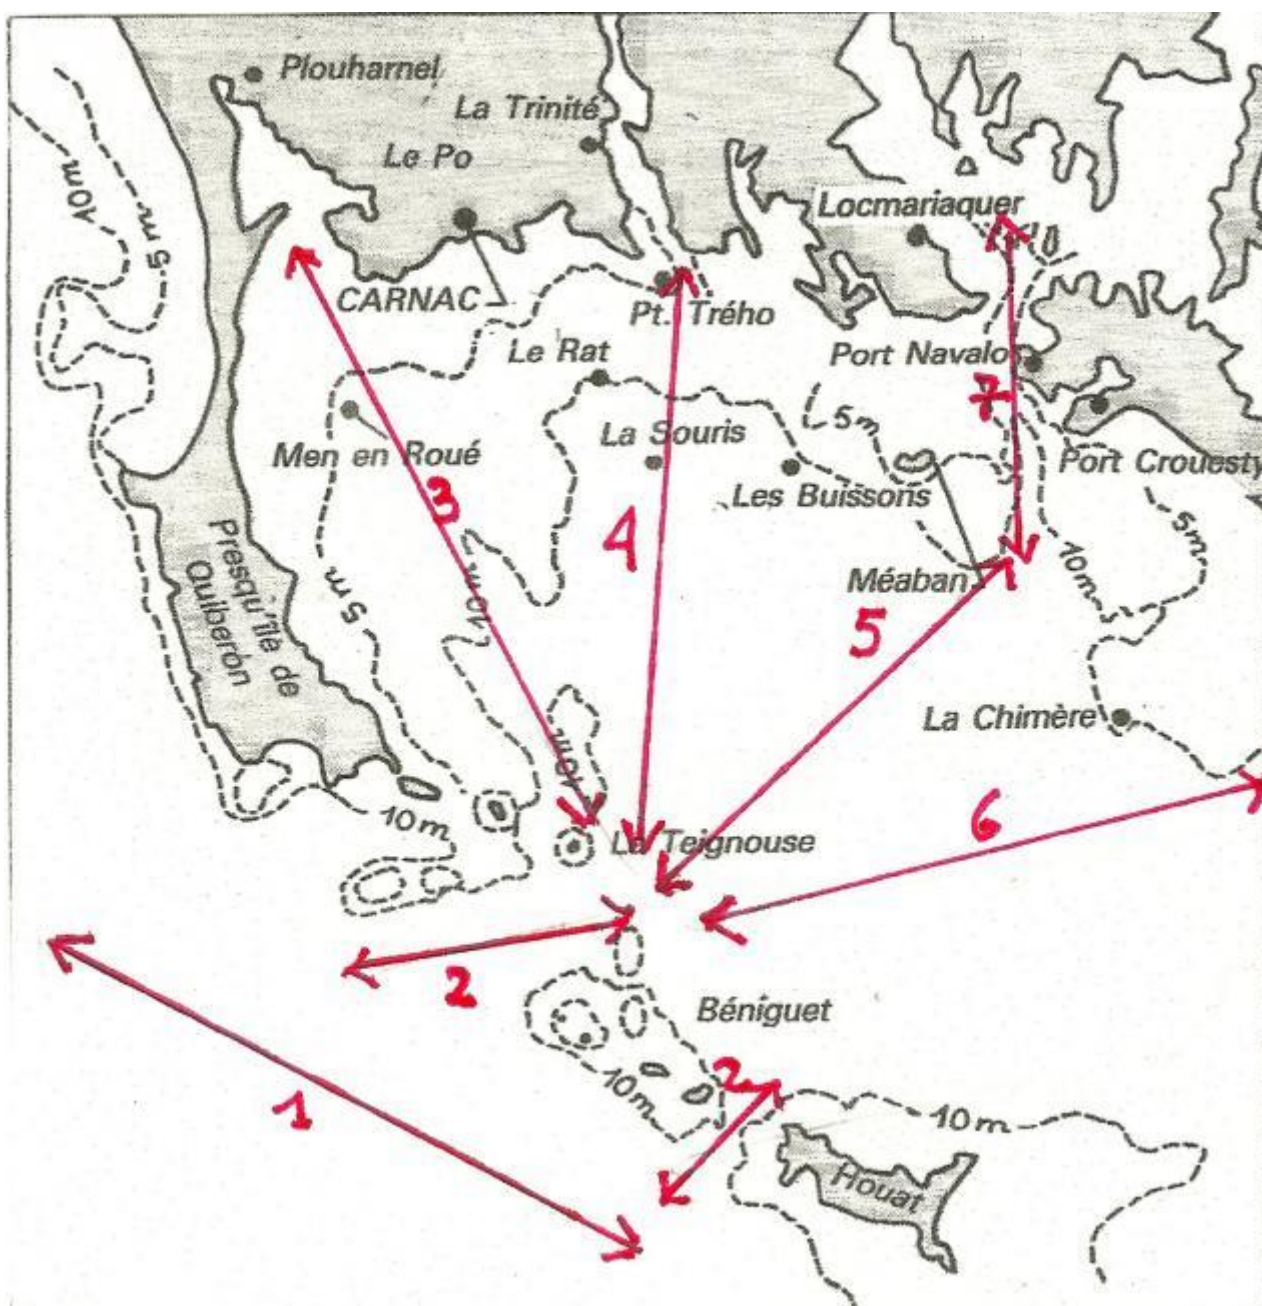 Plouharnel
La Trinité
Le Po
10m
5m
Locmariaquer
CARNAC
Pt. Trého
Le Rat
Port Navalo
7
5m
La Souris
Men en Roué
Port Crouesty
3
Les Buissons
5m
4
Presqu'île de
Quiberon
5m
10m
Méaban
10m
5
La Chimère
10m
6
10m
La Teignouse
2
Béniguet
10m
2
1
10m
Houat